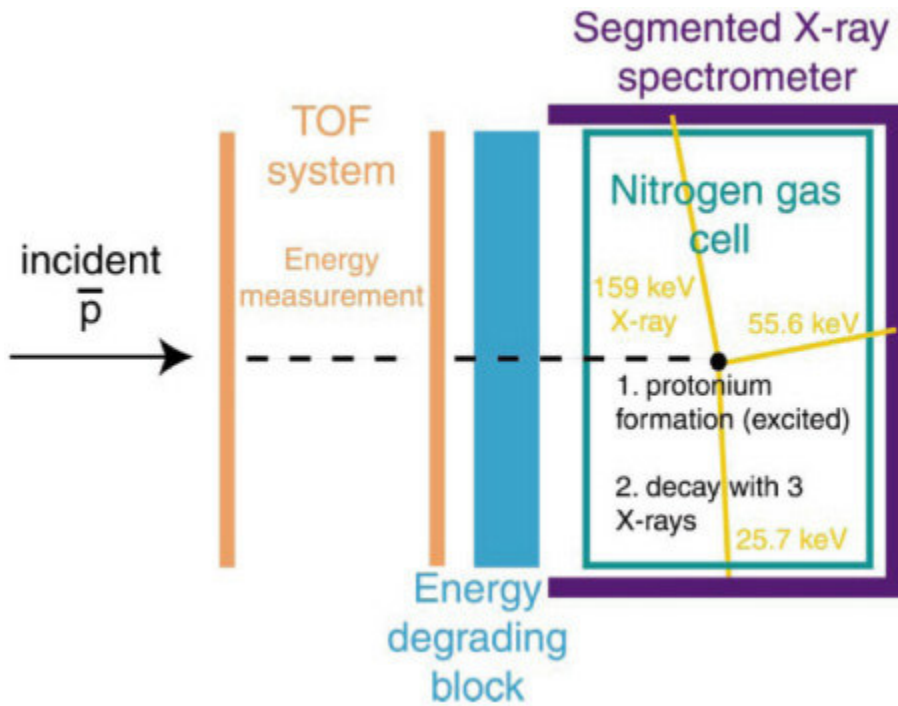 Segmented X-ray
spectrometer
TOF
system
Nitrogen gas
cell
incident
p̅
Energy
measurement
159 keV
X-ray
55.6 keV
1. protonium
formation (excited)
2. decay with 3
X-rays
25.7 keV
Energy
degrading
block